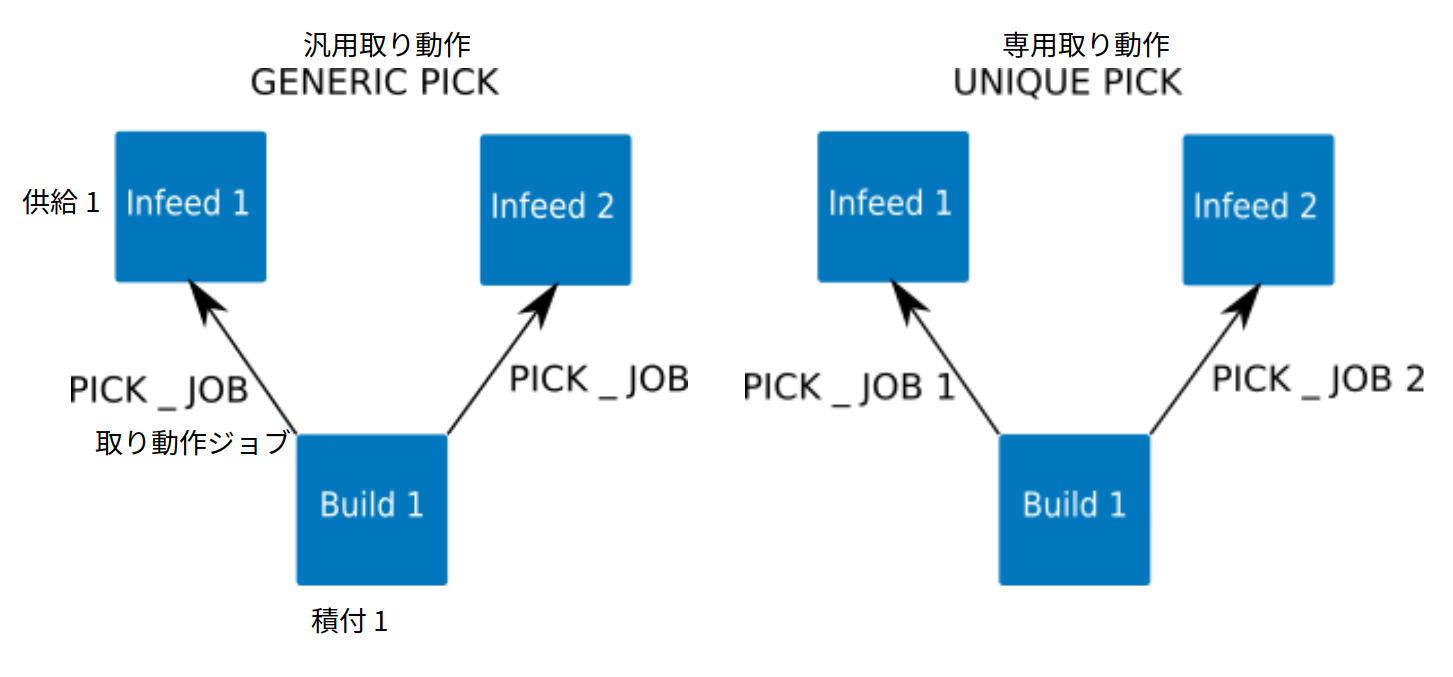 汎用取り動作
GENERIC PICK
供給 1
Infeed 1
Infeed 2
PICK _ JOB
PICK _ JOB
取り動作ジョブ
Build 1
積付 1
専用取り動作
UNIQUE PICK
Infeed 1
Infeed 2
PICK _ JOB 1
PICK _ JOB 2
Build 1